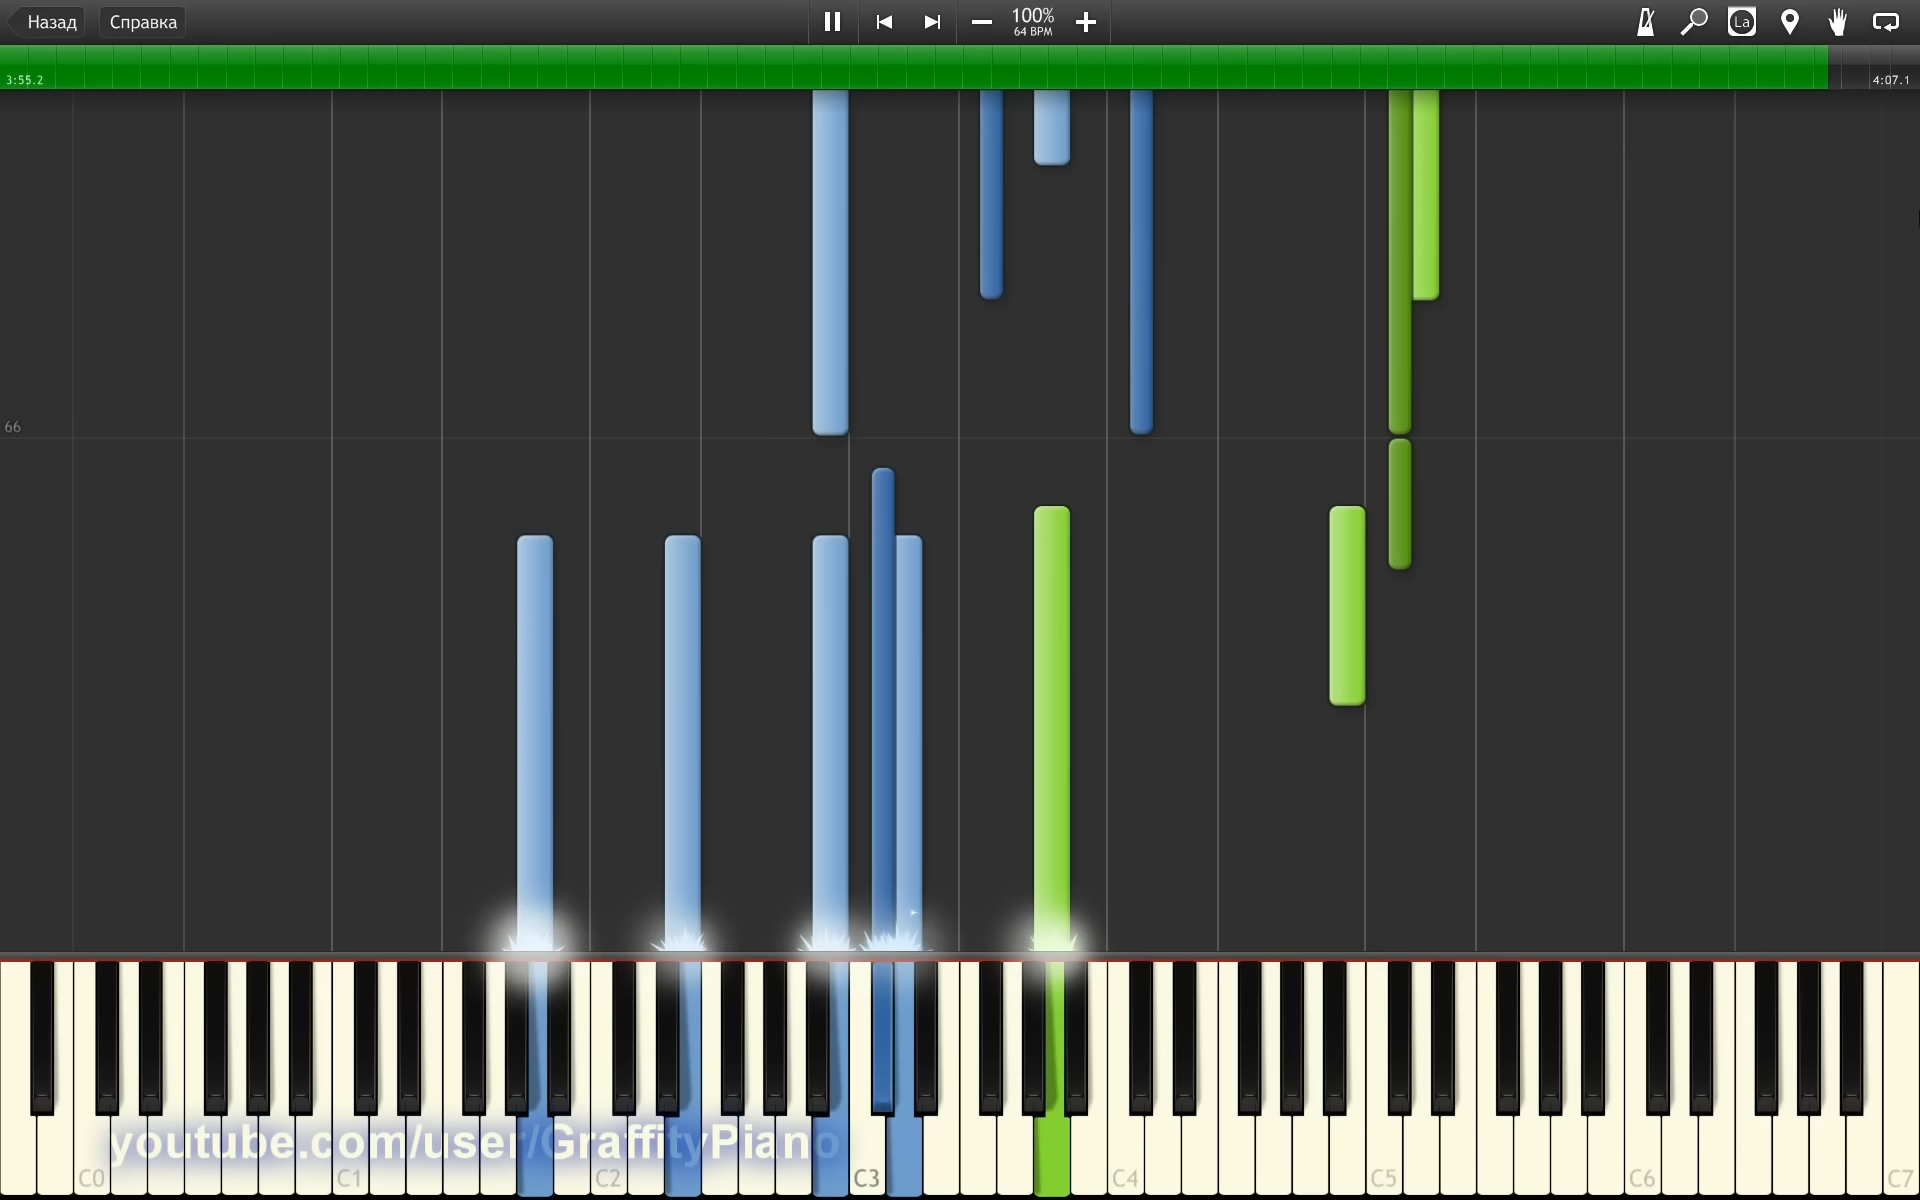 Назад
Справка
100%
64 BPM
La
3:55.2
4:07.1
66
youtube.com/user/GraffityPiano
C0
C1
C2
C3
C4
C5
C6
C7